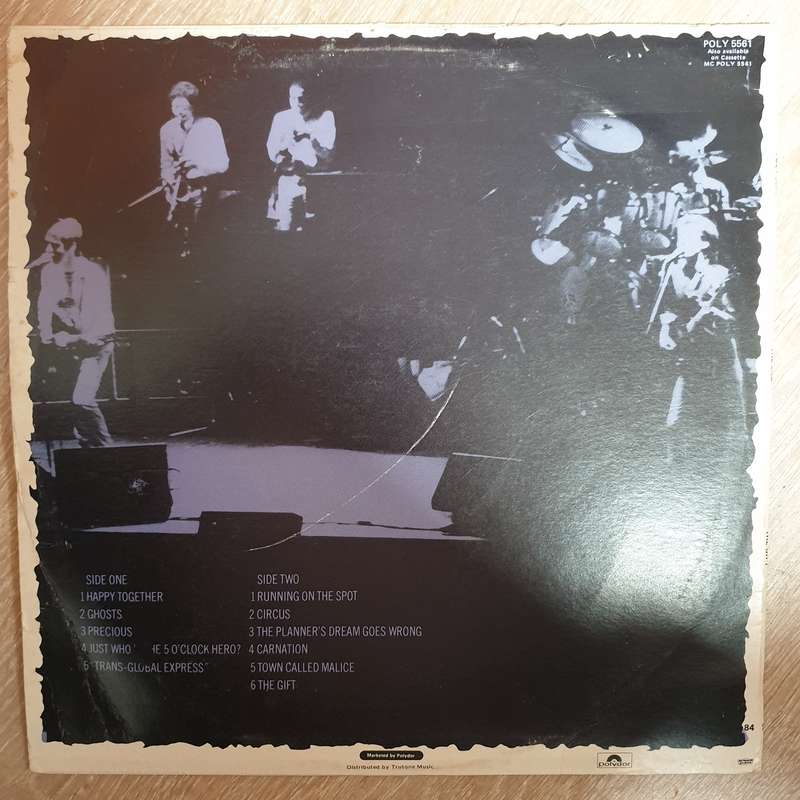 POLY 5561
Also available
on Cassette
MC POLY 5561
SIDE ONE
1 HAPPY TOGETHER
2 GHOSTS
3 PRECIOUS
4 JUST WHO HE 5 O'CLOCK HERO?
5 "TRANS-GLOBAL EXPRESS"
SIDE TWO
1 RUNNING ON THE SPOT
2 CIRCUS
3 THE PLANNER'S DREAM GOES WRONG
4 CARNATION
5 TOWN CALLED MALICE
6 THE GIFT
84
Marketed by Polydor
Distributed by Trutone Music
Polydor